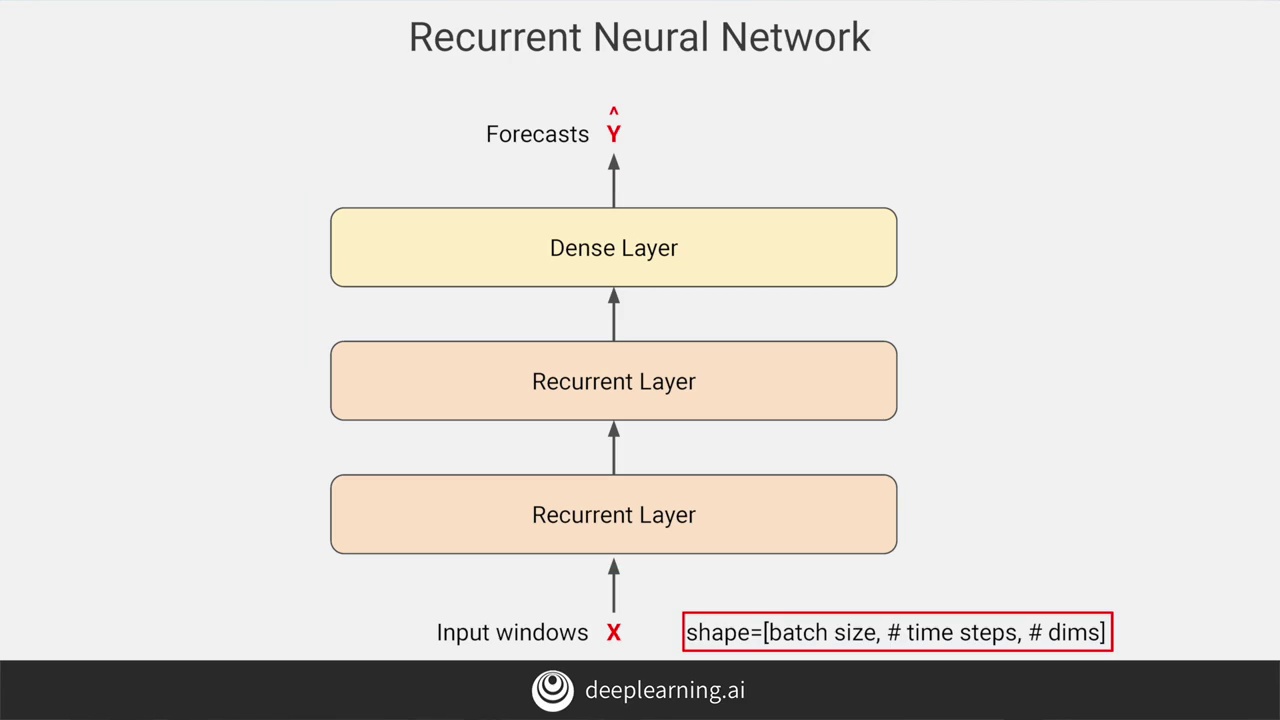 Recurrent Neural Network
^
Forecasts Y
Dense Layer
Recurrent Layer
Recurrent Layer
Input windows X shape=[batch size, # time steps, # dims]
deeplearning.ai